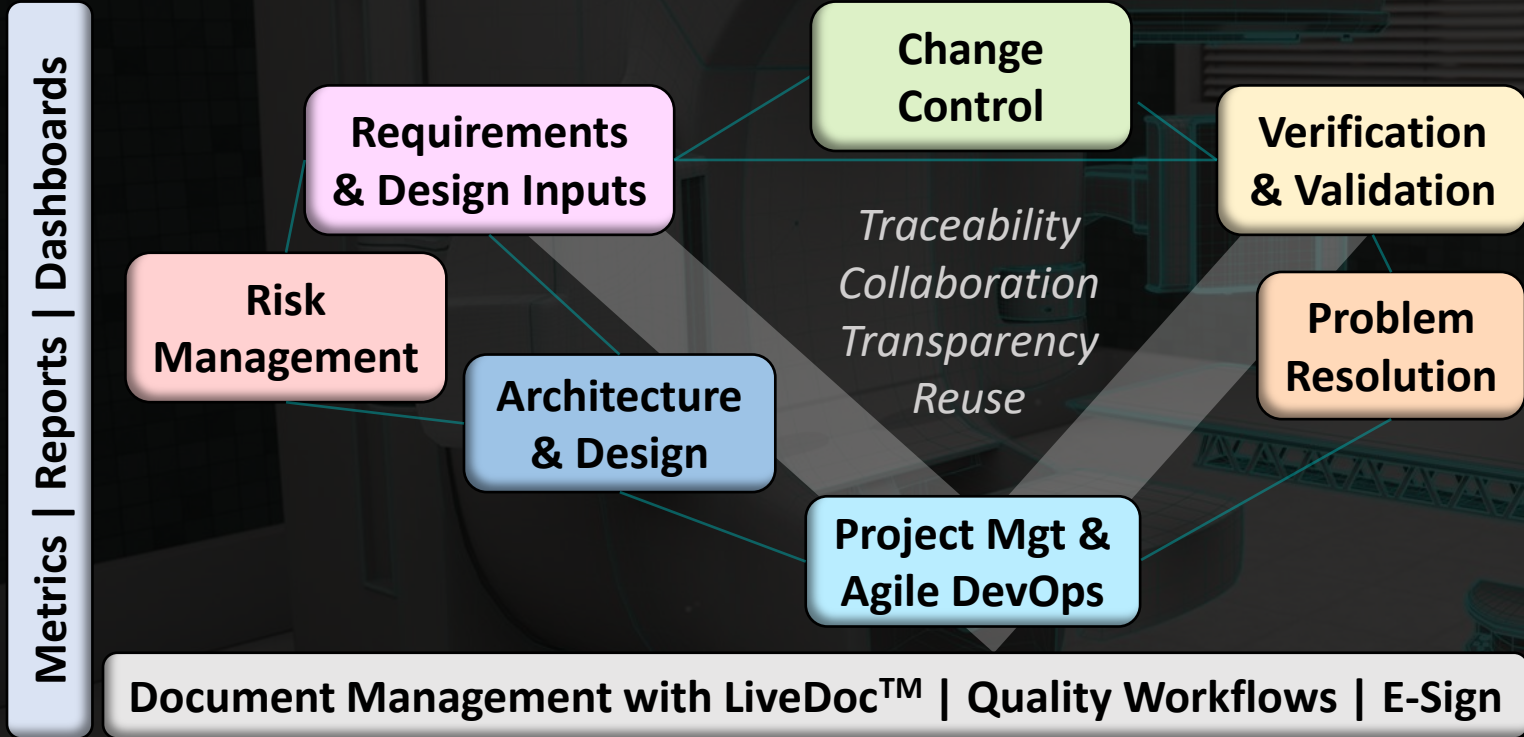 Metrics | Reports | Dashboards
Change
Control
Requirements
& Design Inputs
Verification
& Validation
Traceability
Collaboration
Transparency
Reuse
Risk
Management
Problem
Resolution
Architecture
& Design
Project Mgt &
Agile DevOps
Document Management with LiveDoc™ | Quality Workflows | E-Sign